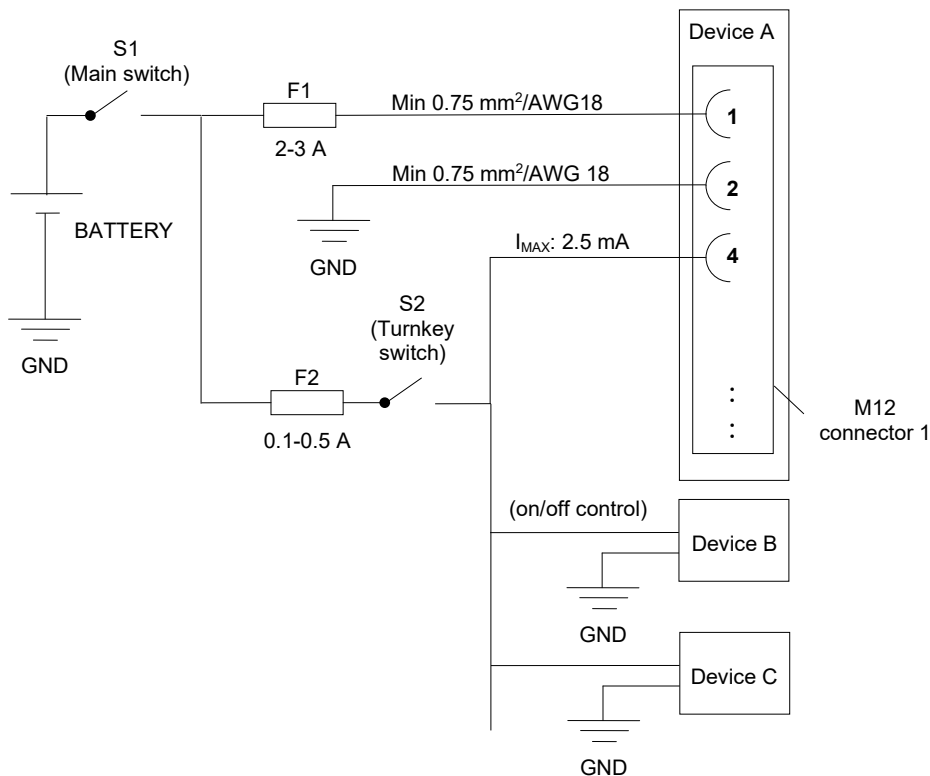 Device A
S1
(Main switch)
F1
Min 0.75 mm²/AWG18
1
2-3 A
Min 0.75 mm²/AWG 18
2
BATTERY
GND
I_MAX: 2.5 mA
4
GND
S2
(Turnkey
switch)
F2
0.1-0.5 A
M12
connector 1
(on/off control)
Device B
GND
Device C
GND